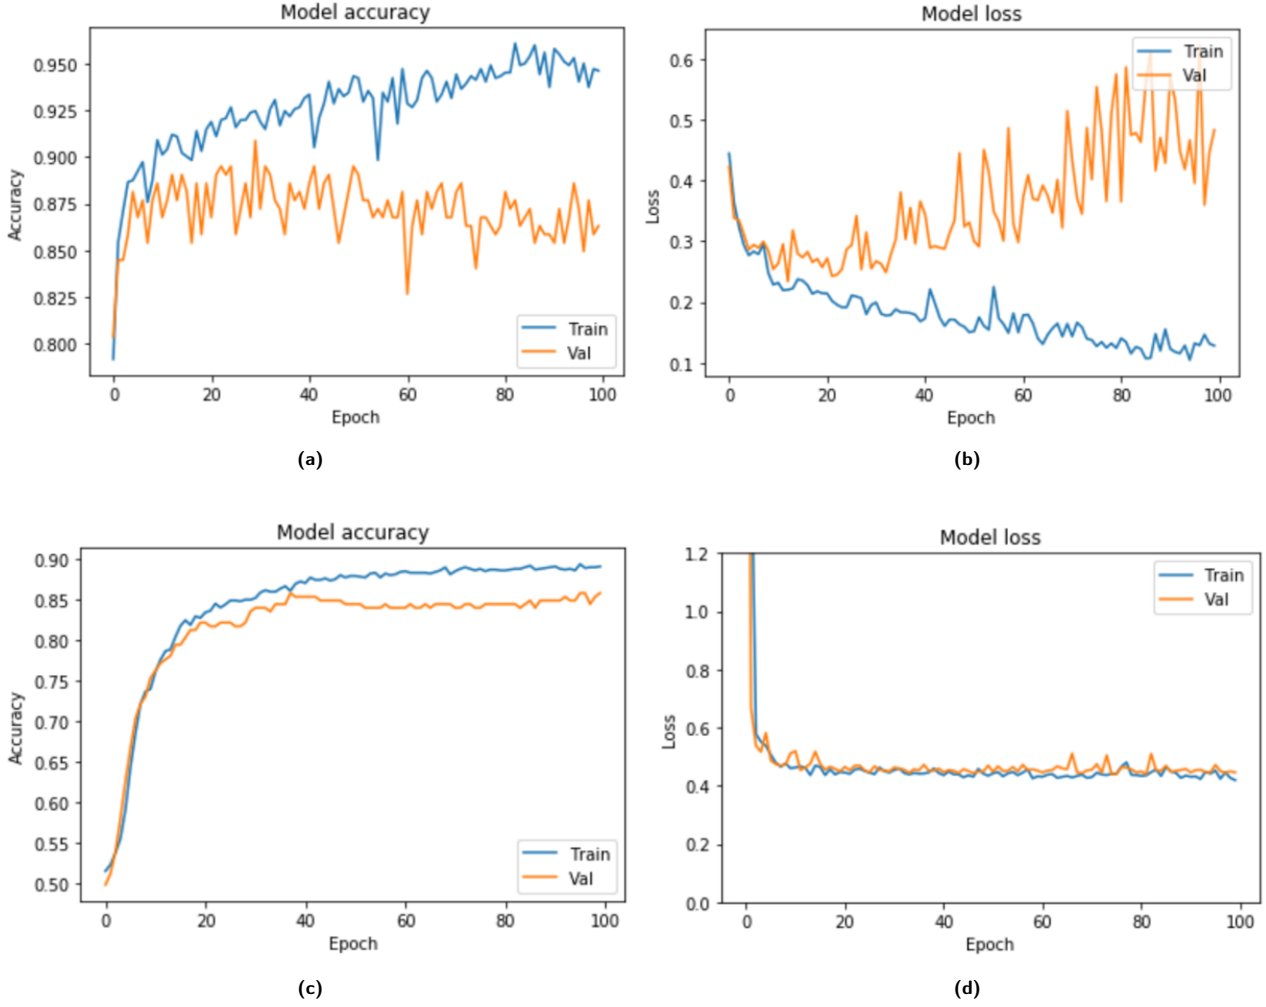 Model accuracy
Accuracy
0.950
0.925
0.900
0.875
0.850
0.825
0.800
Train
Val
0 20 40 60 80 100
Epoch
(a)
Model loss
Loss
0.6
0.5
0.4
0.3
0.2
0.1
Train
Val
0 20 40 60 80 100
Epoch
(b)
Model accuracy
Accuracy
0.90
0.85
0.80
0.75
0.70
0.65
0.60
0.55
0.50
Train
Val
0 20 40 60 80 100
Epoch
(c)
Model loss
Loss
1.2
1.0
0.8
0.6
0.4
0.2
0.0
Train
Val
0 20 40 60 80 100
Epoch
(d)